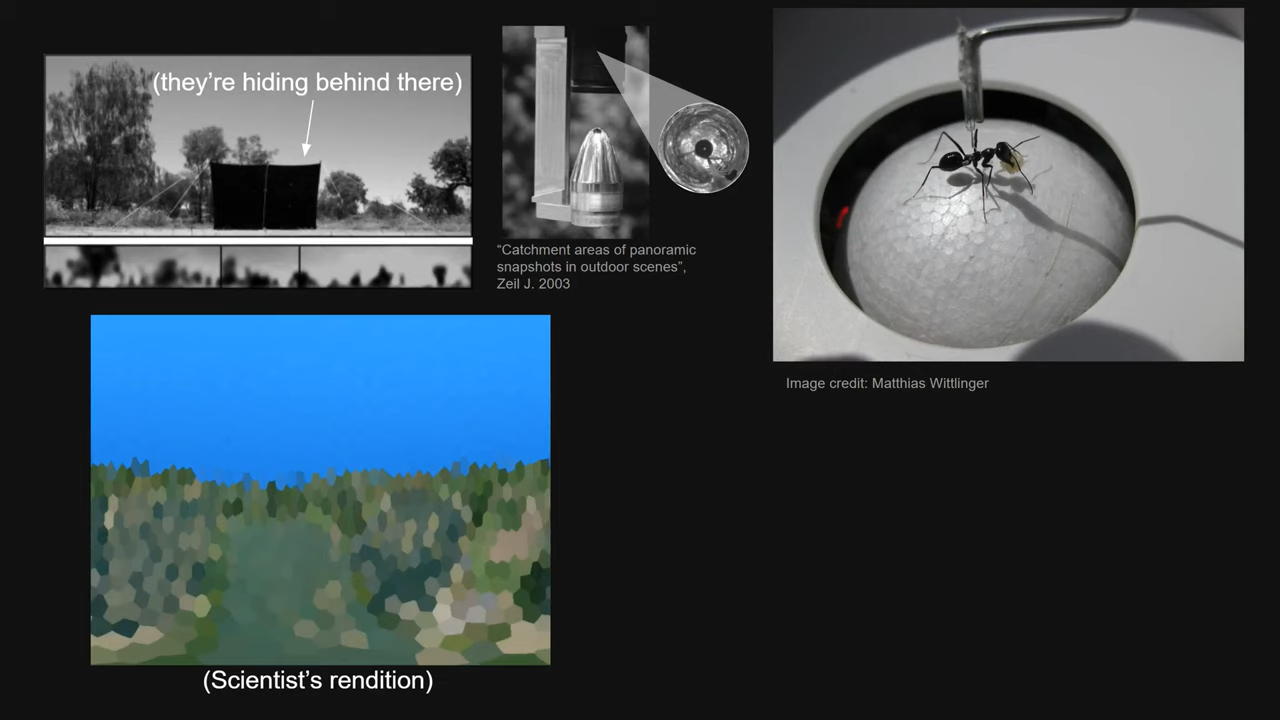 (they’re hiding behind there)
“Catchment areas of panoramic
snapshots in outdoor scenes”,
Zeil J. 2003
Image credit: Matthias Wittlinger
(Scientist’s rendition)